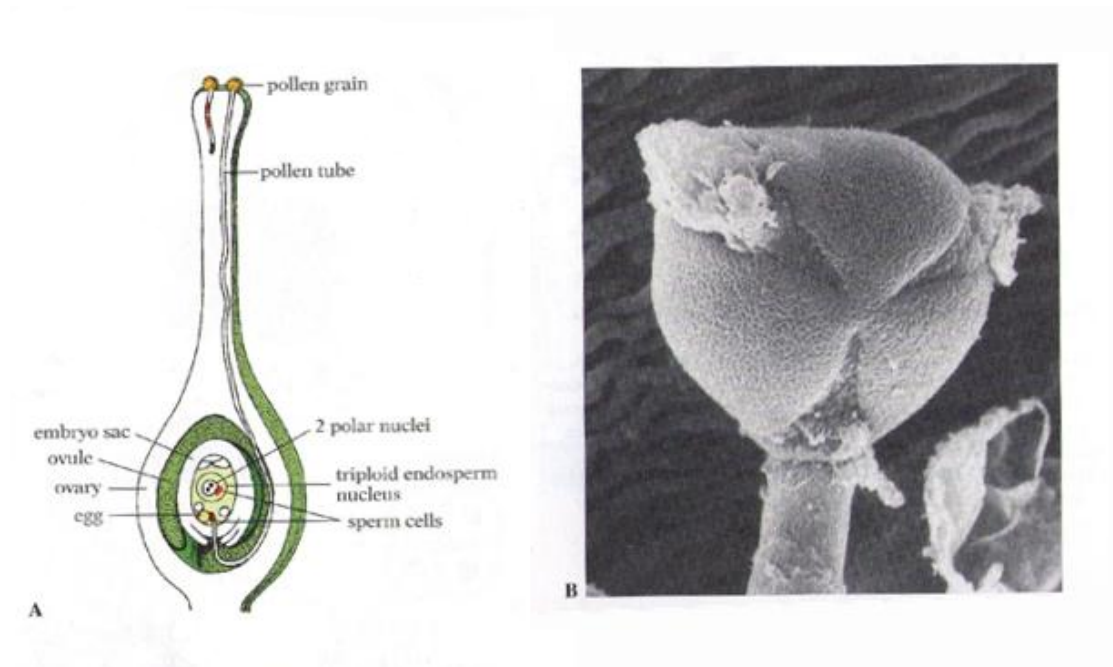 pollen grain
pollen tube
embryo sac
ovule
ovary
egg
2 polar nuclei
triploid endosperm
nucleus
sperm cells
A
B